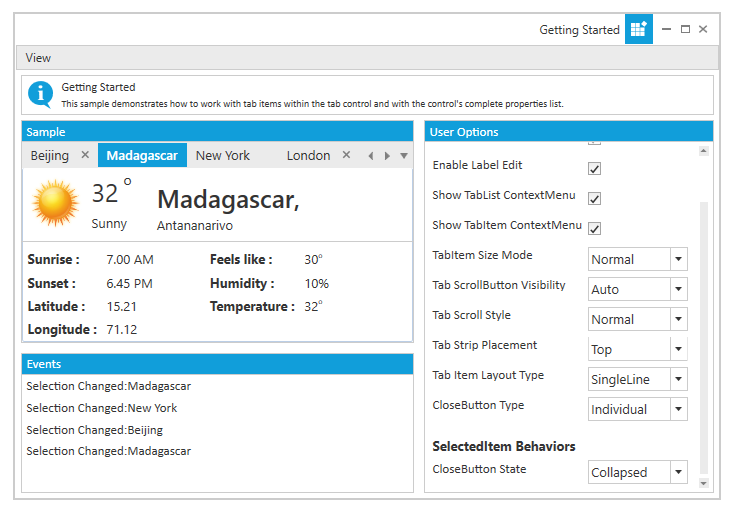 Getting Started
View
Getting Started
This sample demonstrates how to work with tab items within the tab control and with the control's complete properties list.
Sample
Beijing Madagascar New York London
32 °
Sunny
Madagascar,
Antananarivo
Sunrise : 7.00 AM Feels like : 30°
Sunset : 6.45 PM Humidity : 10%
Latitude : 15.21 Temperature : 32°
Longitude : 71.12
Events
Selection Changed:Madagascar
Selection Changed:New York
Selection Changed:Beijing
Selection Changed:Madagascar
User Options
Enable Label Edit
Show TabList ContextMenu
Show TabItem ContextMenu
TabItem Size Mode Normal
Tab ScrollButton Visibility Auto
Tab Scroll Style Normal
Tab Strip Placement Top
Tab Item Layout Type SingleLine
CloseButton Type Individual
SelectedItem Behaviors
CloseButton State Collapsed